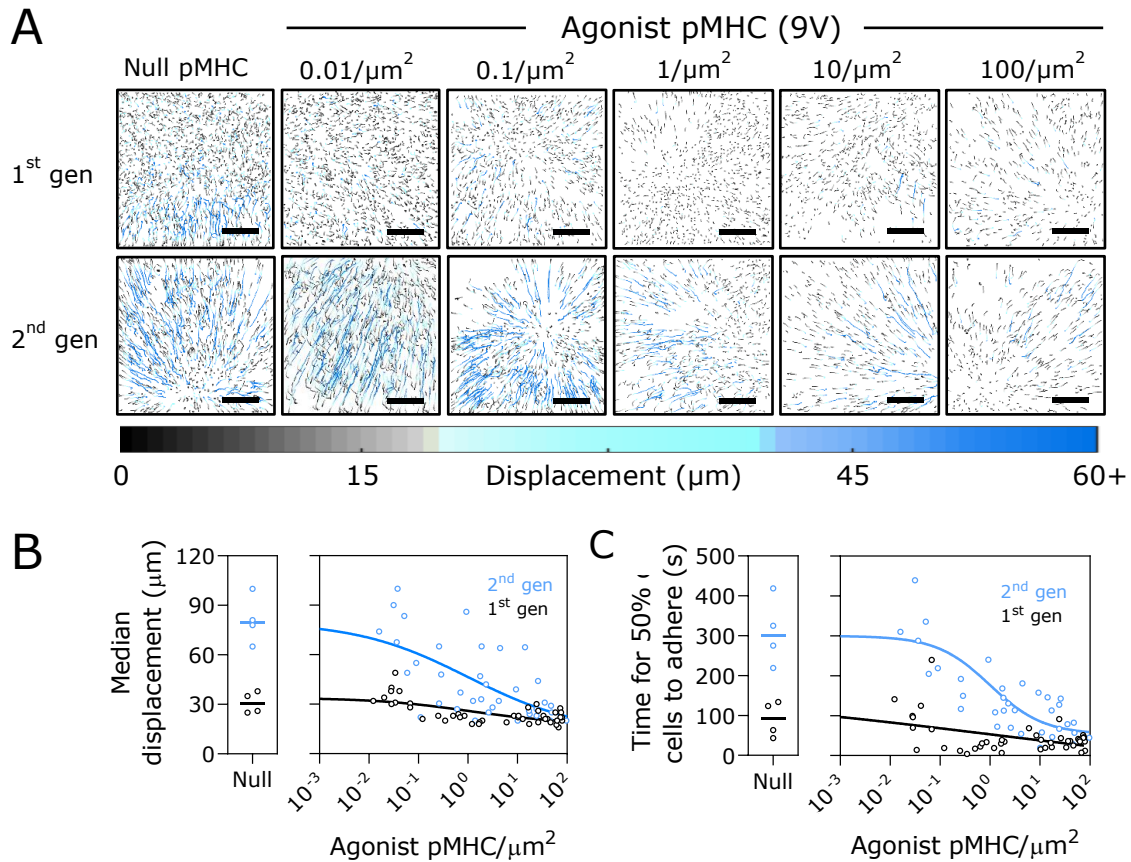 A
Agonist pMHC (9V)
Null pMHC 0.01/μm² 0.1/μm² 1/μm² 10/μm² 100/μm²
1st gen
2nd gen
0 15 45 60+
Displacement (μm)
B
Median
displacement (μm)
120
90
60
30
0
Null
2nd gen
1st gen
10⁻³ 10⁻² 10⁻¹ 10⁰ 10¹ 10²
Agonist pMHC/μm²
C
Time for 50%
cells to adhere (s)
500
400
300
200
100
0
Null
2nd gen
1st gen
10⁻³ 10⁻² 10⁻¹ 10⁰ 10¹ 10²
Agonist pMHC/μm²